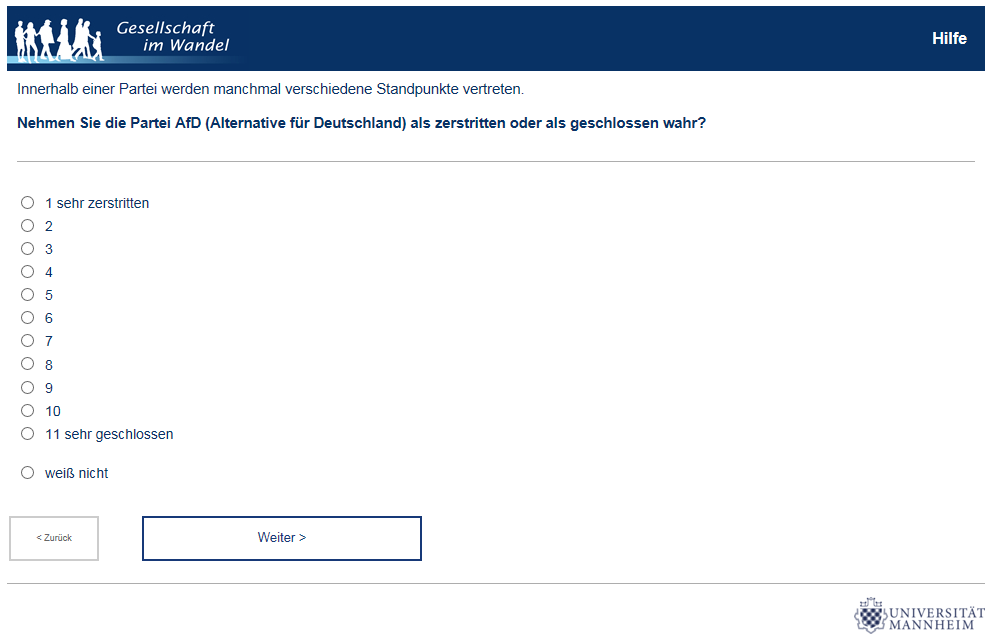 Gesellschaft
im Wandel
Hilfe
Innerhalb einer Partei werden manchmal verschiedene Standpunkte vertreten.
Nehmen Sie die Partei AfD (Alternative für Deutschland) als zerstritten oder als geschlossen wahr?
1 sehr zerstritten
2
3
4
5
6
7
8
9
10
11 sehr geschlossen
weiß nicht
< Zurück
Weiter >
UNIVERSITÄT
MANNHEIM